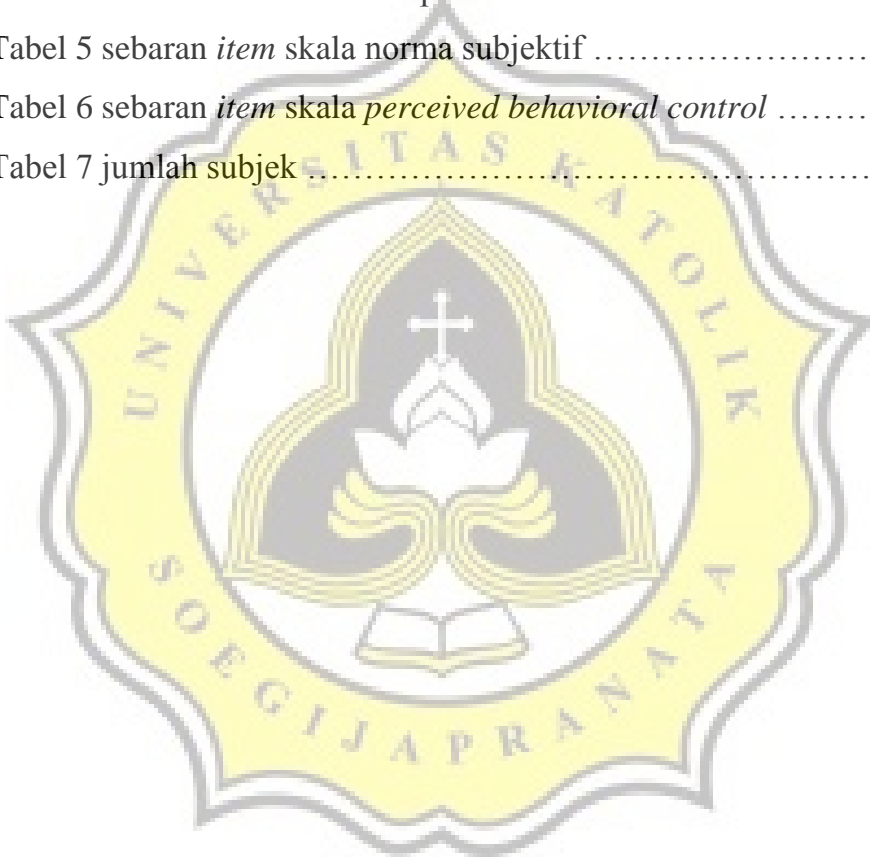 Tabel 5 sebaran item skala norma subjektif ……………………
Tabel 6 sebaran item skala perceived behavioral control ………
Tabel 7 jumlah subjek ……………………………………………
UNIVERSITAS KATOLIK
SOEGIJAPRANATA